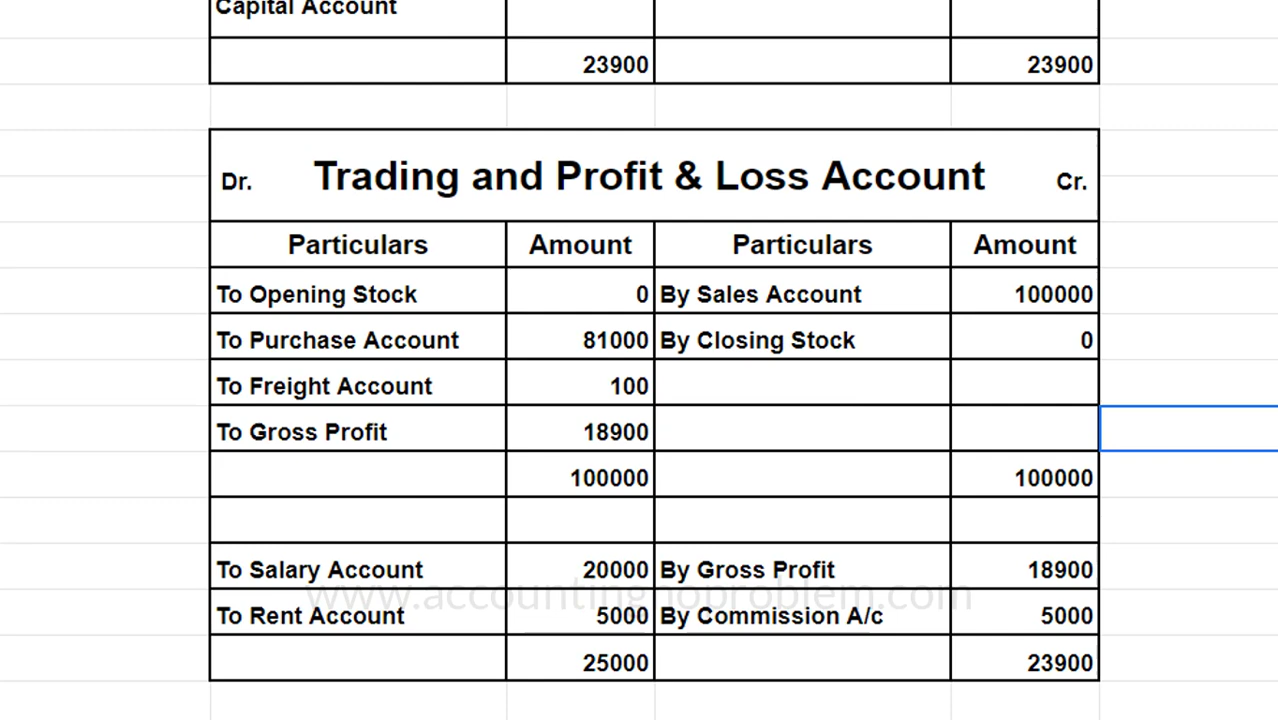 Capital Account
23900 23900
Dr. Trading and Profit & Loss Account Cr.
Particulars Amount Particulars Amount
To Opening Stock 0 By Sales Account 100000
To Purchase Account 81000 By Closing Stock 0
To Freight Account 100
To Gross Profit 18900
100000 100000
To Salary Account 20000 By Gross Profit 18900
www.accountingnoproblem.com
To Rent Account 5000 By Commission A/c 5000
25000 23900